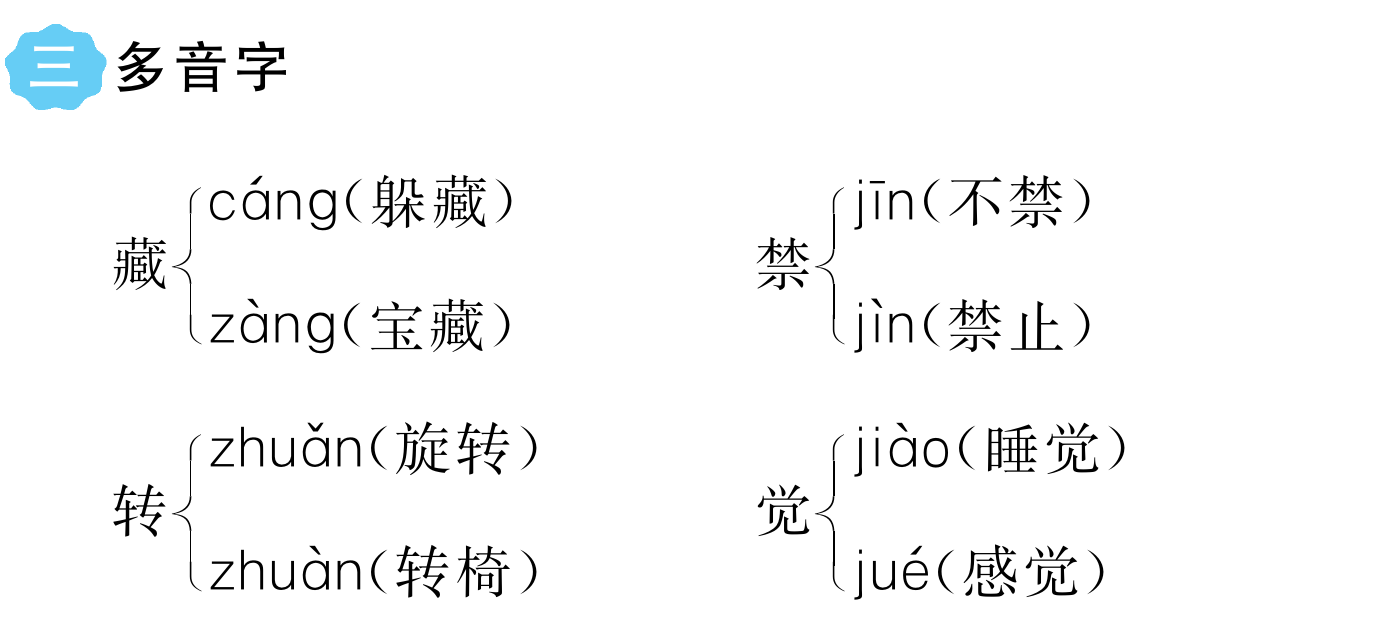 三 多音字
cáng(躲藏)
藏
zàng(宝藏)
jīn(不禁)
禁
jìn(禁止)
zhuǎn(旋转)
转
zhuàn(转椅)
jiào(睡觉)
觉
jué(感觉)